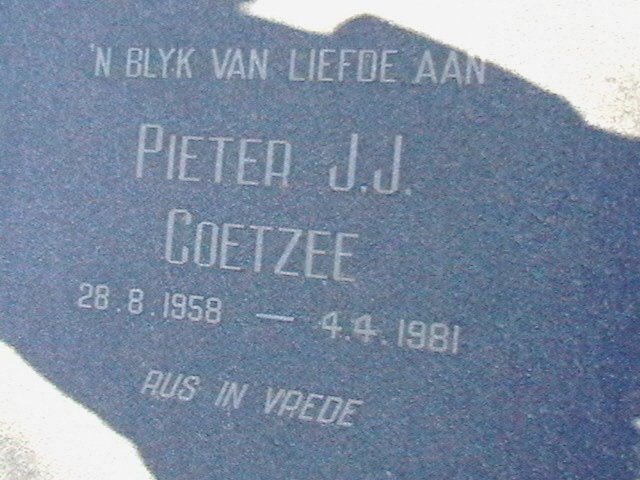 'N BLYK VAN LIEFDE AAN
PIETER J.J.
COETZEE
28.8.1958 — 4.4.1981
RUS IN VREDE